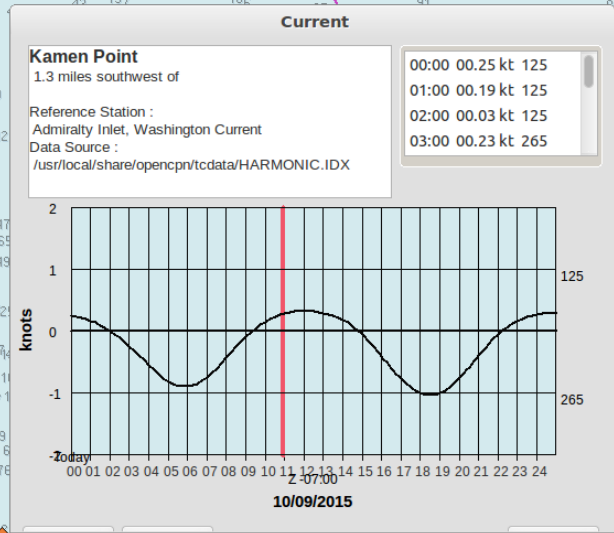 Current
Kamen Point
1.3 miles southwest of
Reference Station :
Admiralty Inlet, Washington Current
Data Source :
/usr/local/share/opencpn/tcdata/HARMONIC.IDX
00:00 00.25 kt 125
01:00 00.19 kt 125
02:00 00.03 kt 125
03:00 00.23 kt 265
knots
2
1
0
-1
-2
125
265
Today
00 01 02 03 04 05 06 07 08 09 10 11 12 13 14 15 16 17 18 19 20 21 22 23 24
Z -07:00
10/09/2015